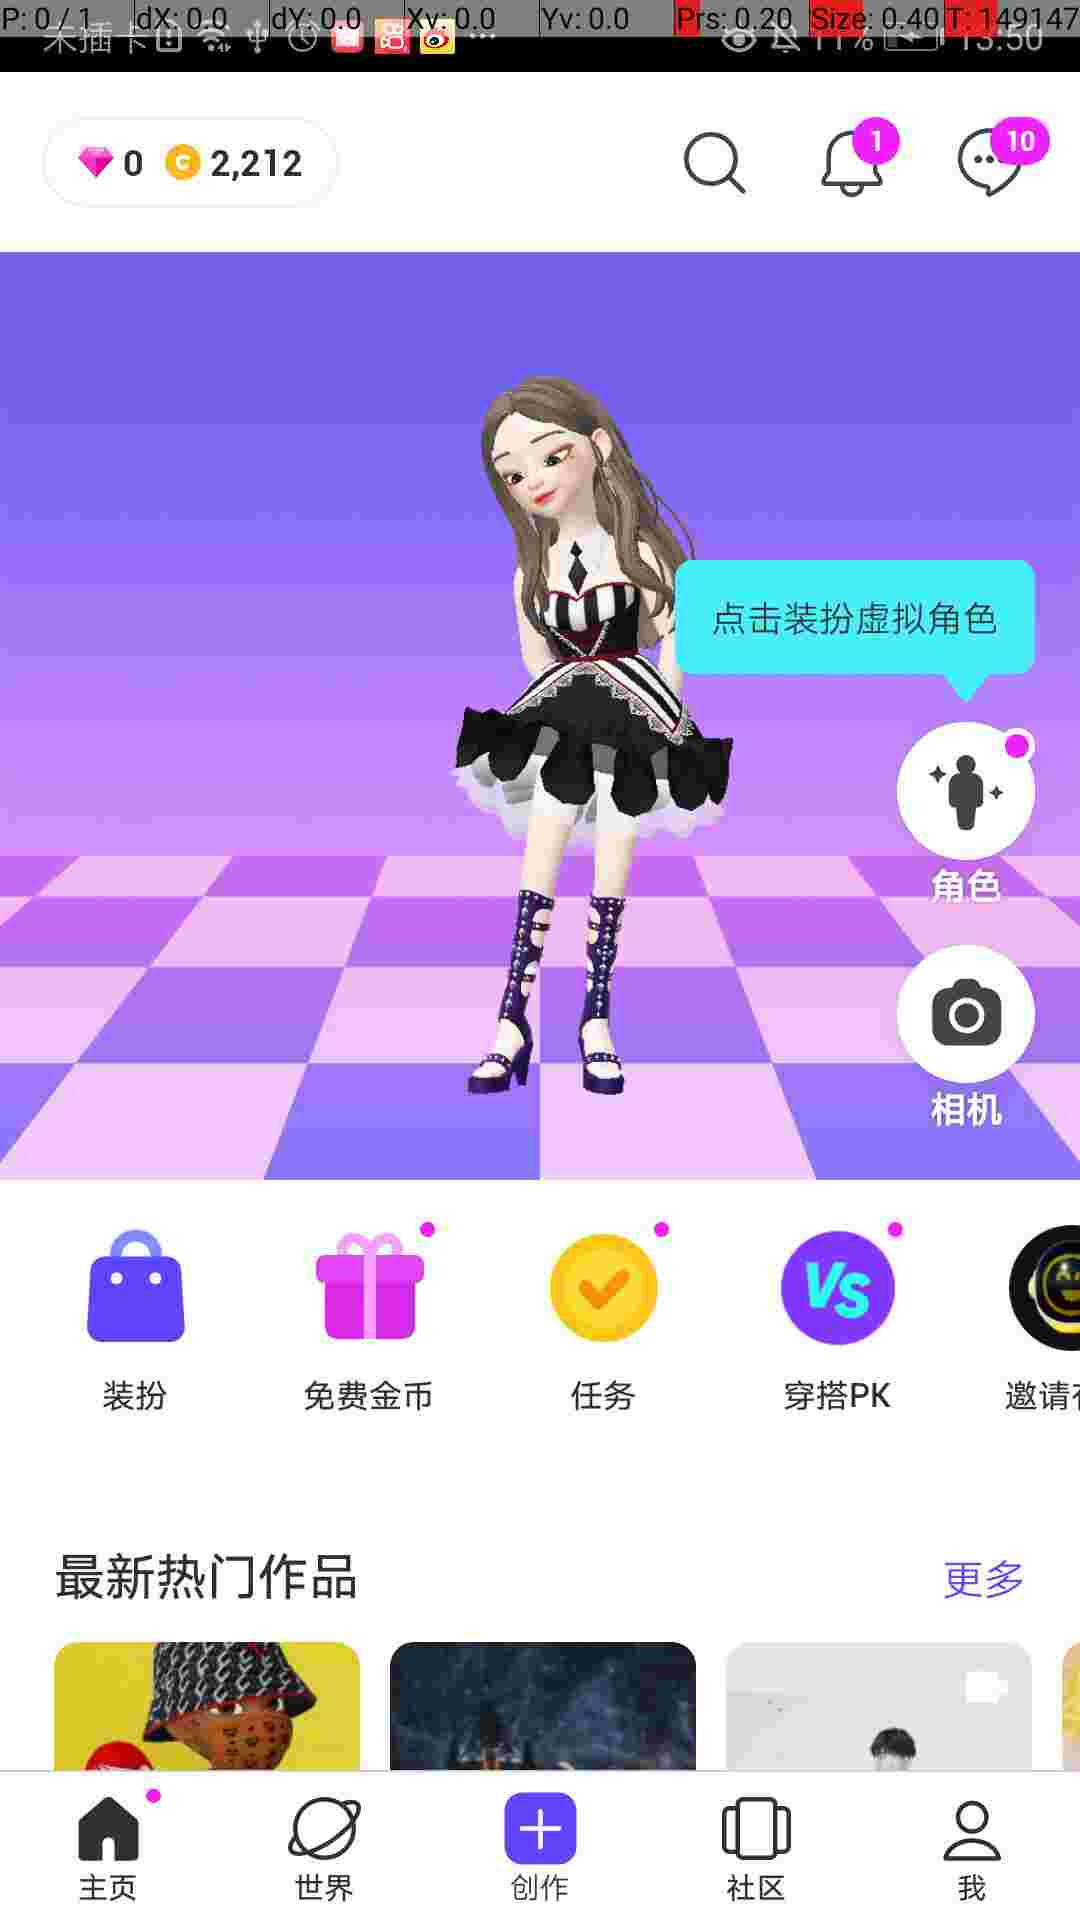 P: 0 / 1 dX: 0.0 dY: 0.0 Xv: 0.0 Yv: 0.0 Prs: 0.20 Size: 0.40 T: 149147
未插卡 11% 13:50
0 2,212 1 10
点击装扮虚拟角色
角色
相机
VS
装扮 免费金币 任务 穿搭PK 邀请
最新热门作品 更多
主页 世界 创作 社区 我